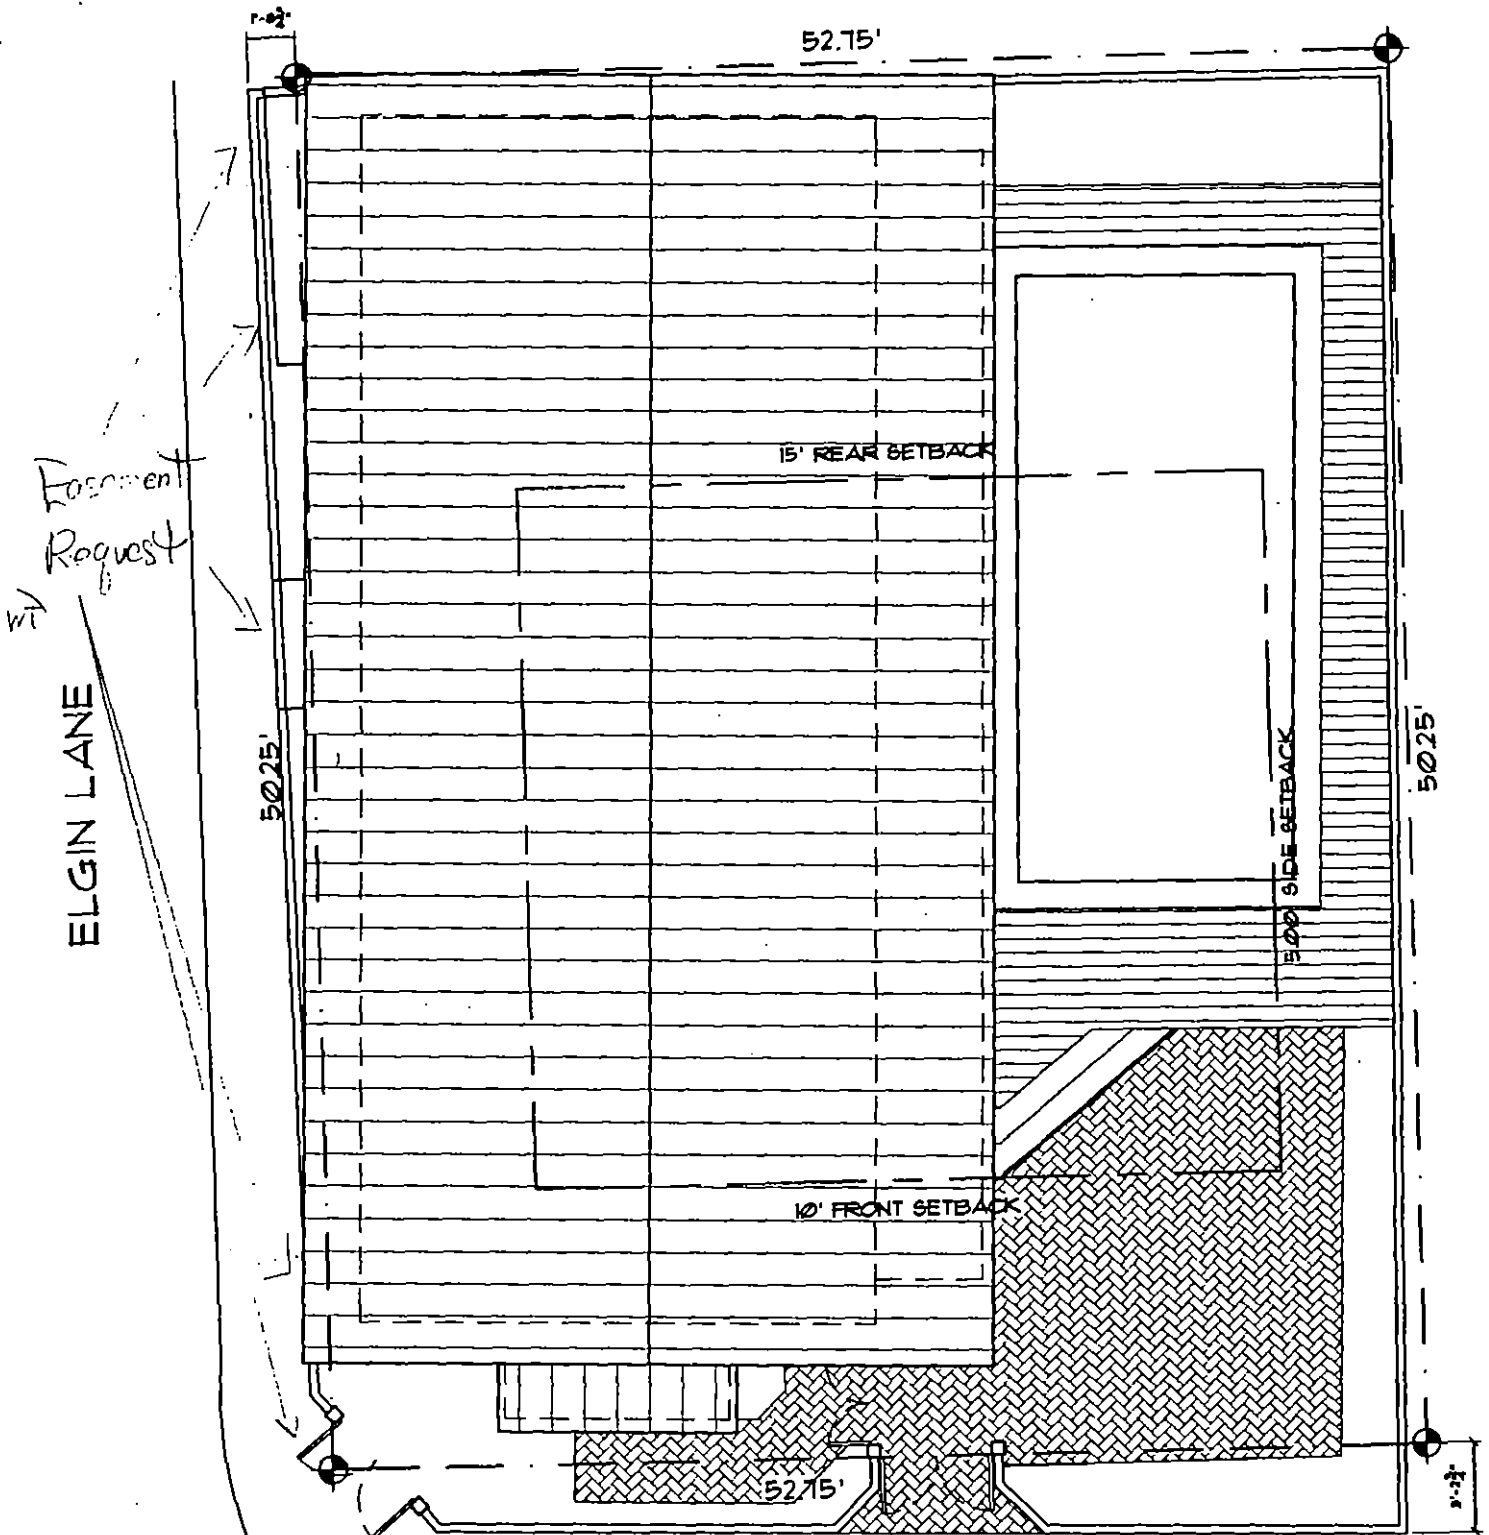 52.75'
15' REAR SETBACK
Easement
Request
ELGIN LANE
50.25'
50.25'
5.00' SIDE SETBACK
10' FRONT SETBACK
52.75'